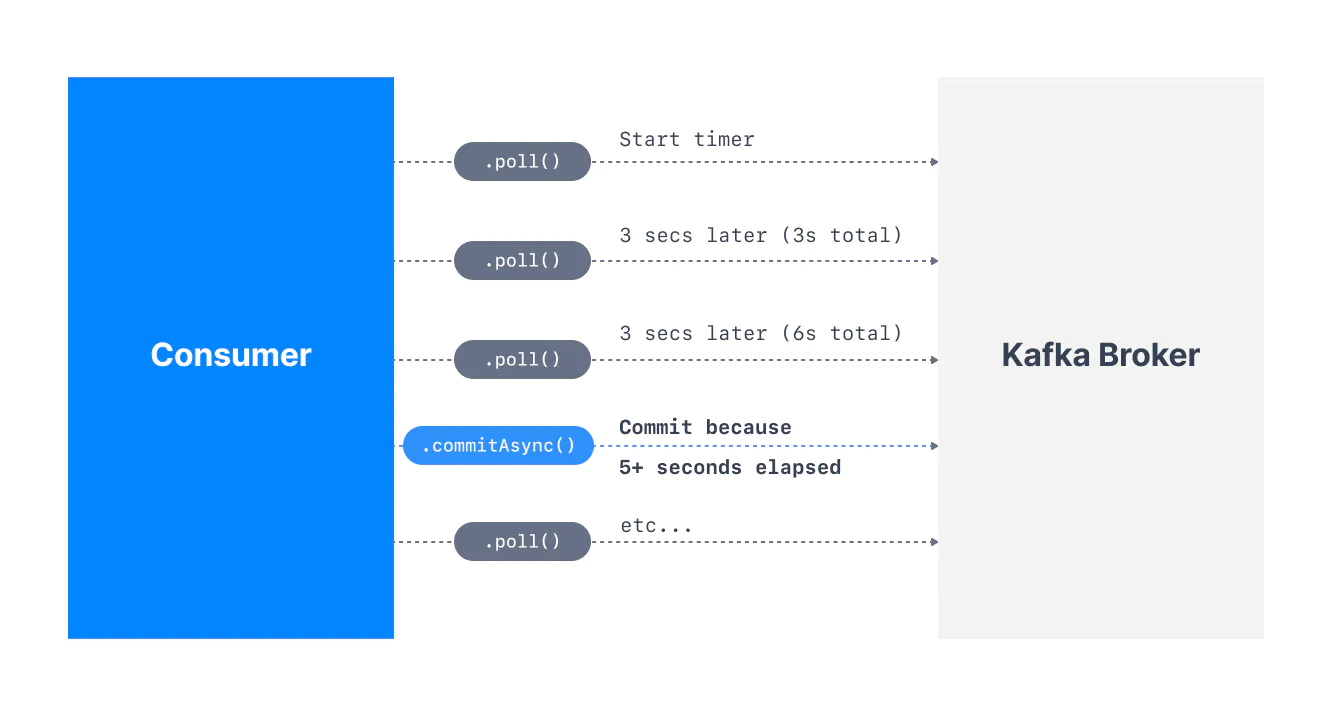 Start timer
.poll()
3 secs later (3s total)
.poll()
3 secs later (6s total)
.poll()
Consumer
Kafka Broker
Commit because
.commitAsync()
5+ seconds elapsed
etc...
.poll()